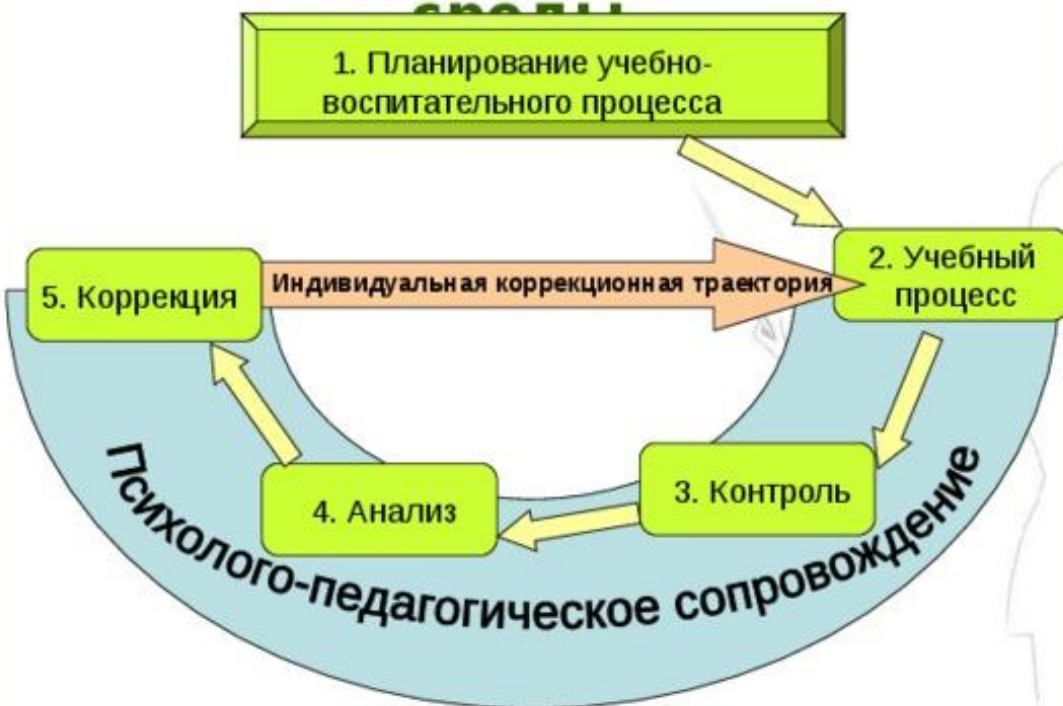 среды
1. Планирование учебно-
воспитательного процесса
2. Учебный
процесс
5. Коррекция
Индивидуальная коррекционная траектория
3. Контроль
4. Анализ
Психолого-педагогическое сопровождение